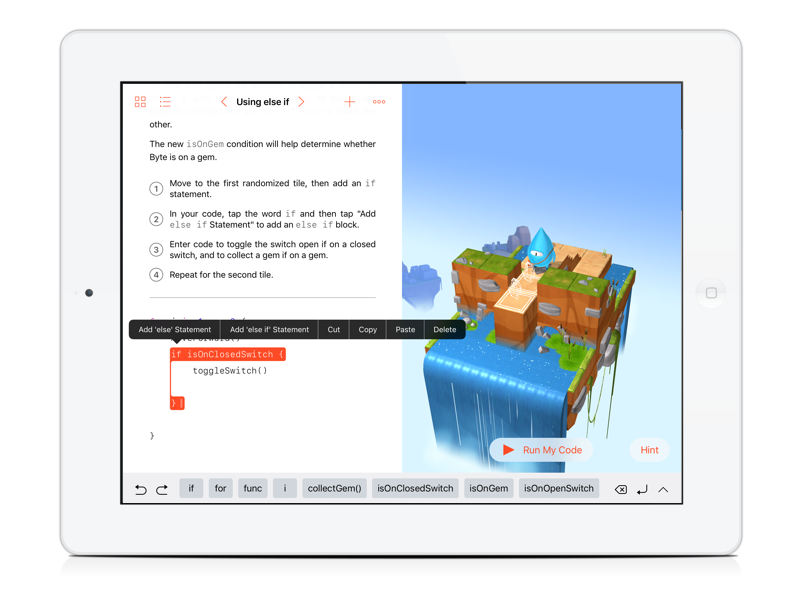 Using else if
other.
The new isOnGem condition will help determine whether
Byte is on a gem.
1 Move to the first randomized tile, then add an if
statement.
2 In your code, tap the word if and then tap "Add
else if Statement" to add an else if block.
3 Enter code to toggle the switch open if on a closed
switch, and to collect a gem if on a gem.
4 Repeat for the second tile.
Add 'else' Statement Add 'else if' Statement Cut Copy Paste Delete
if isOnClosedSwitch {
toggleSwitch()
}
}
Run My Code Hint
if for func i collectGem() isOnClosedSwitch isOnGem isOnOpenSwitch